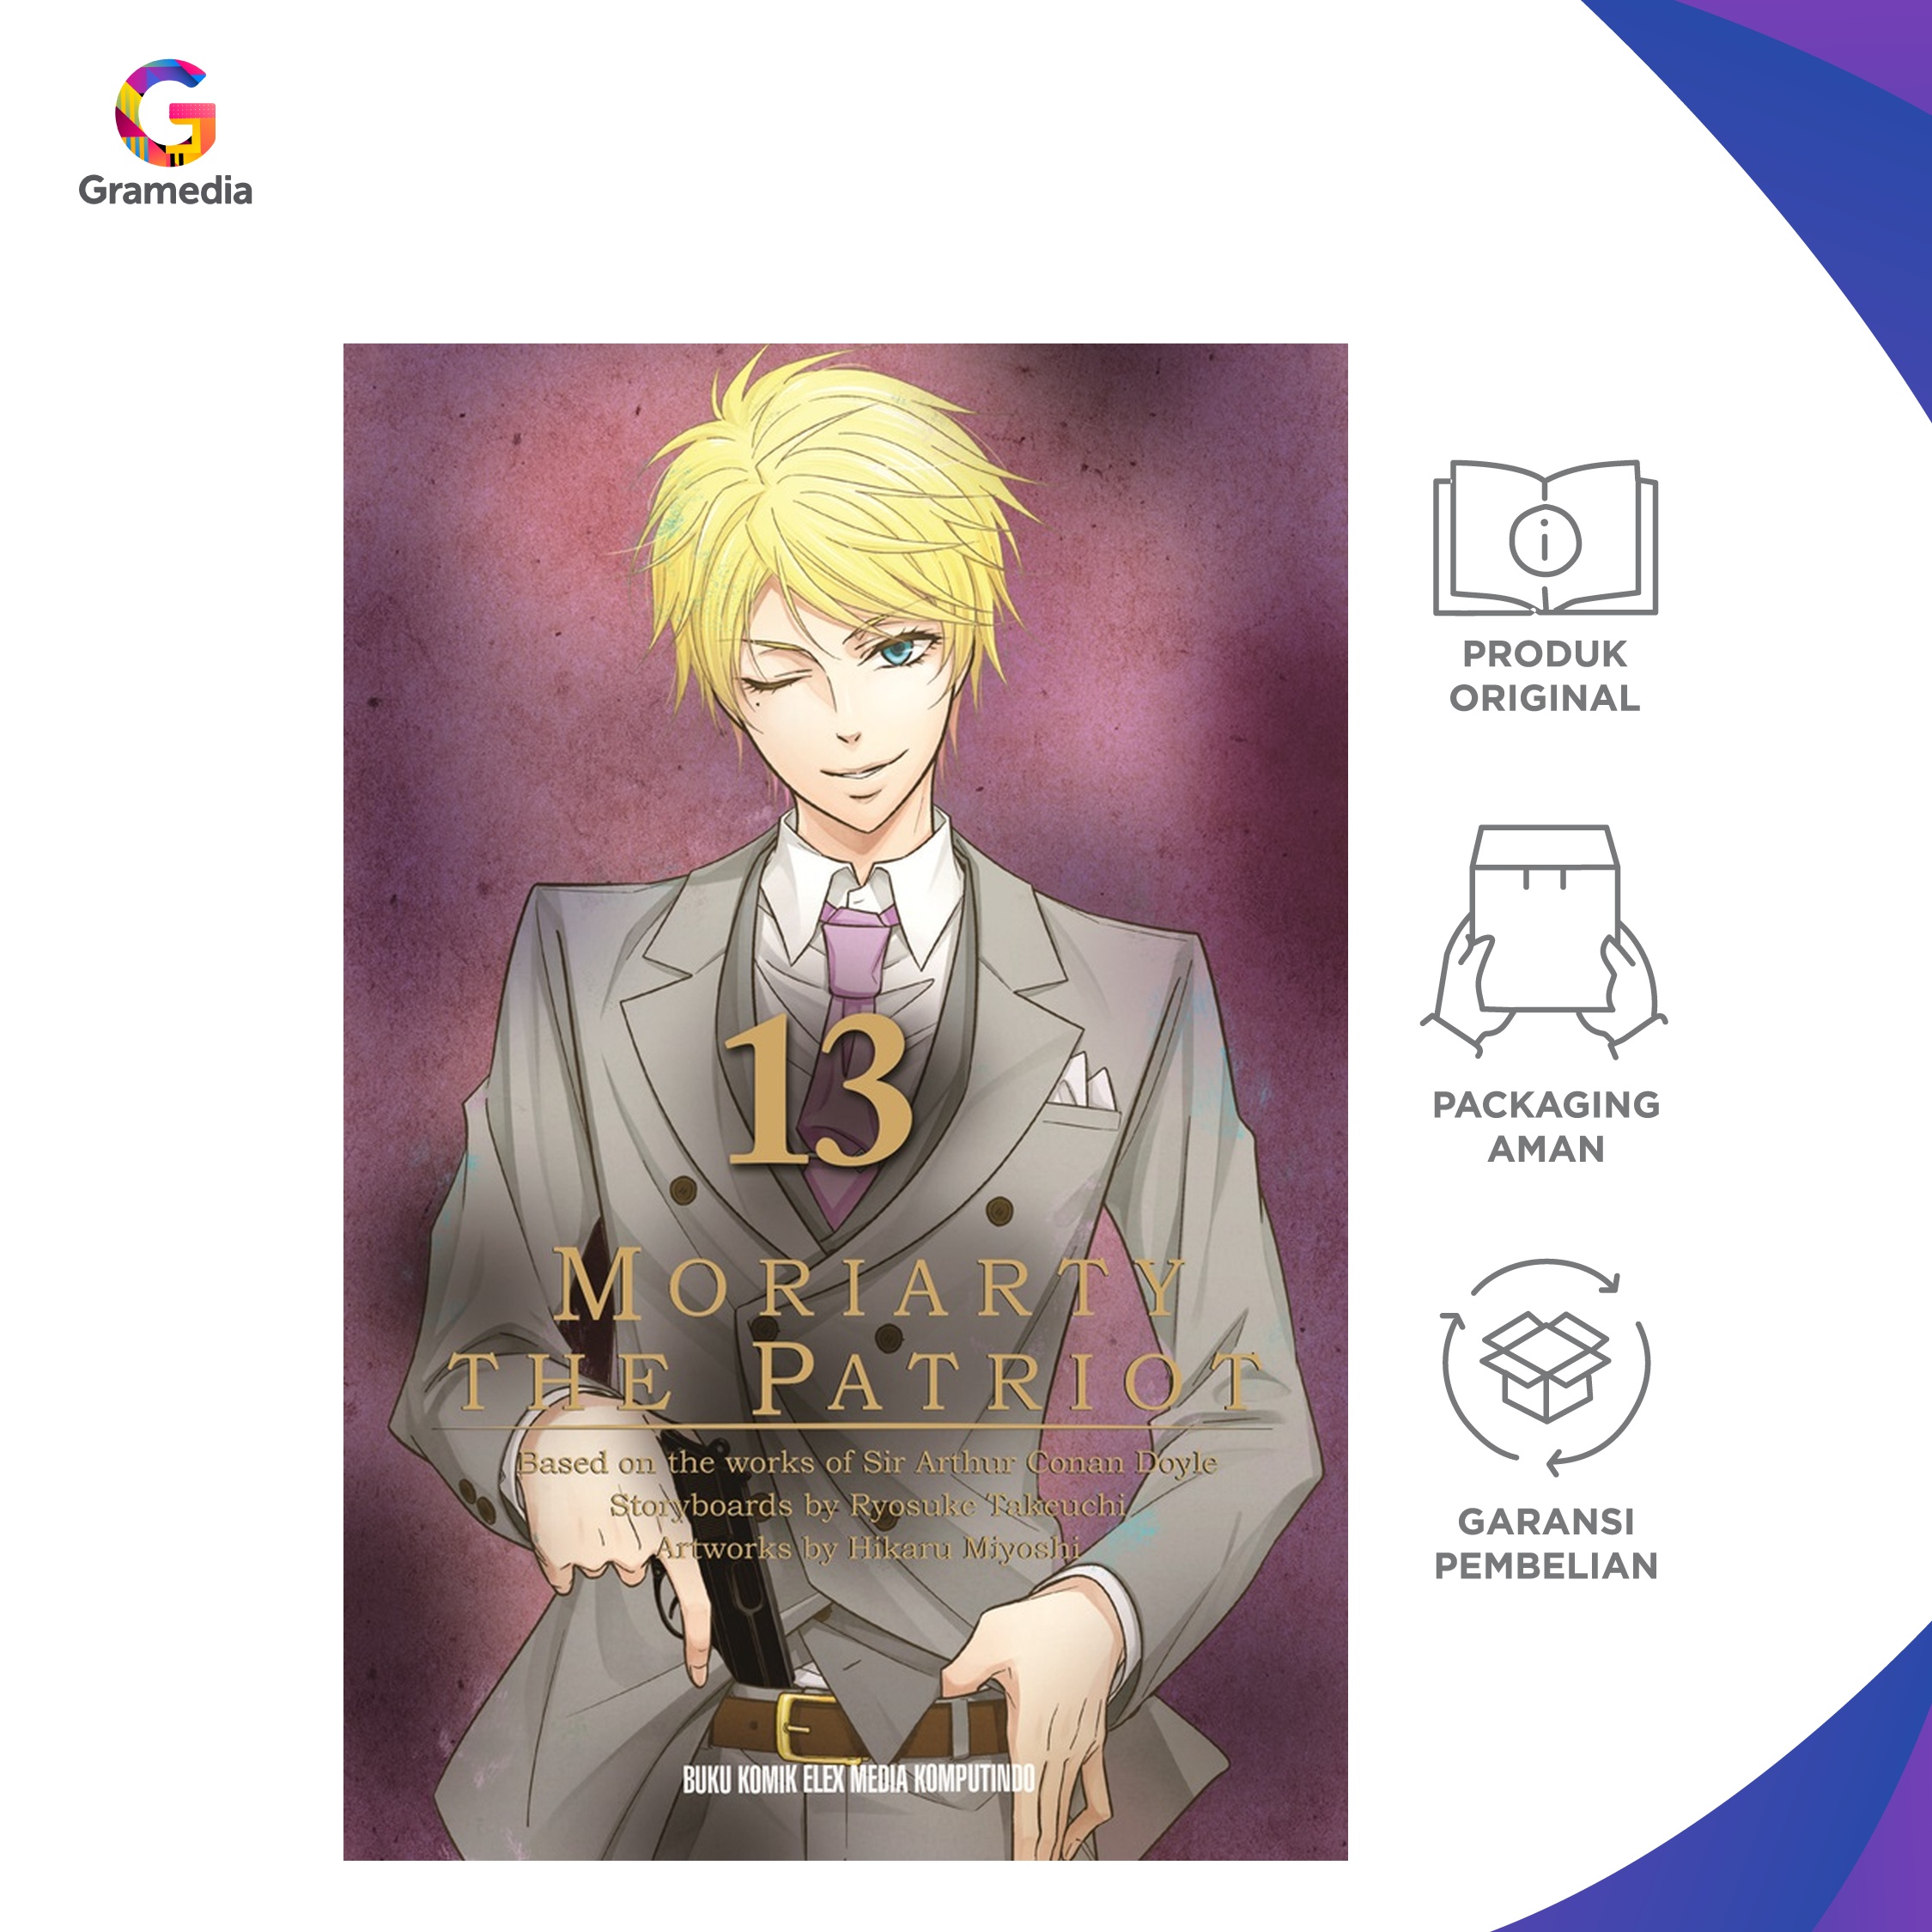 Gramedia
13
MORIARTY
THE PATRIOT
Based on the works of Sir Arthur Conan Doyle
Storyboards by Ryosuke Takeuchi
Artworks by Hikaru Miyoshi
BUKU KOMIK ELEX MEDIA KOMPUTINDO
PRODUK
ORIGINAL
PACKAGING
AMAN
GARANSI
PEMBELIAN